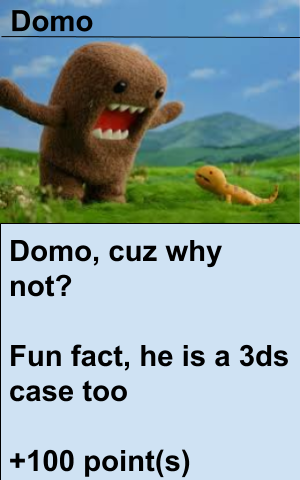 Domo
Domo, cuz why
not?
Fun fact, he is a 3ds
case too
+100 point(s)